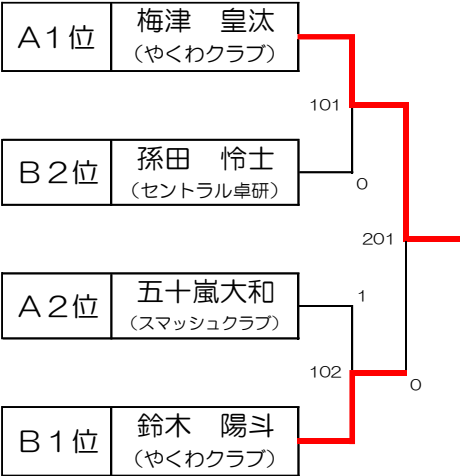 A1位
梅津　皇汰
（やくわクラブ）
101
B2位
孫田　怜士
（セントラル卓研）
0
201
A2位
五十嵐大和
（スマッシュクラブ）
1
102
0
B1位
鈴木　陽斗
（やくわクラブ）